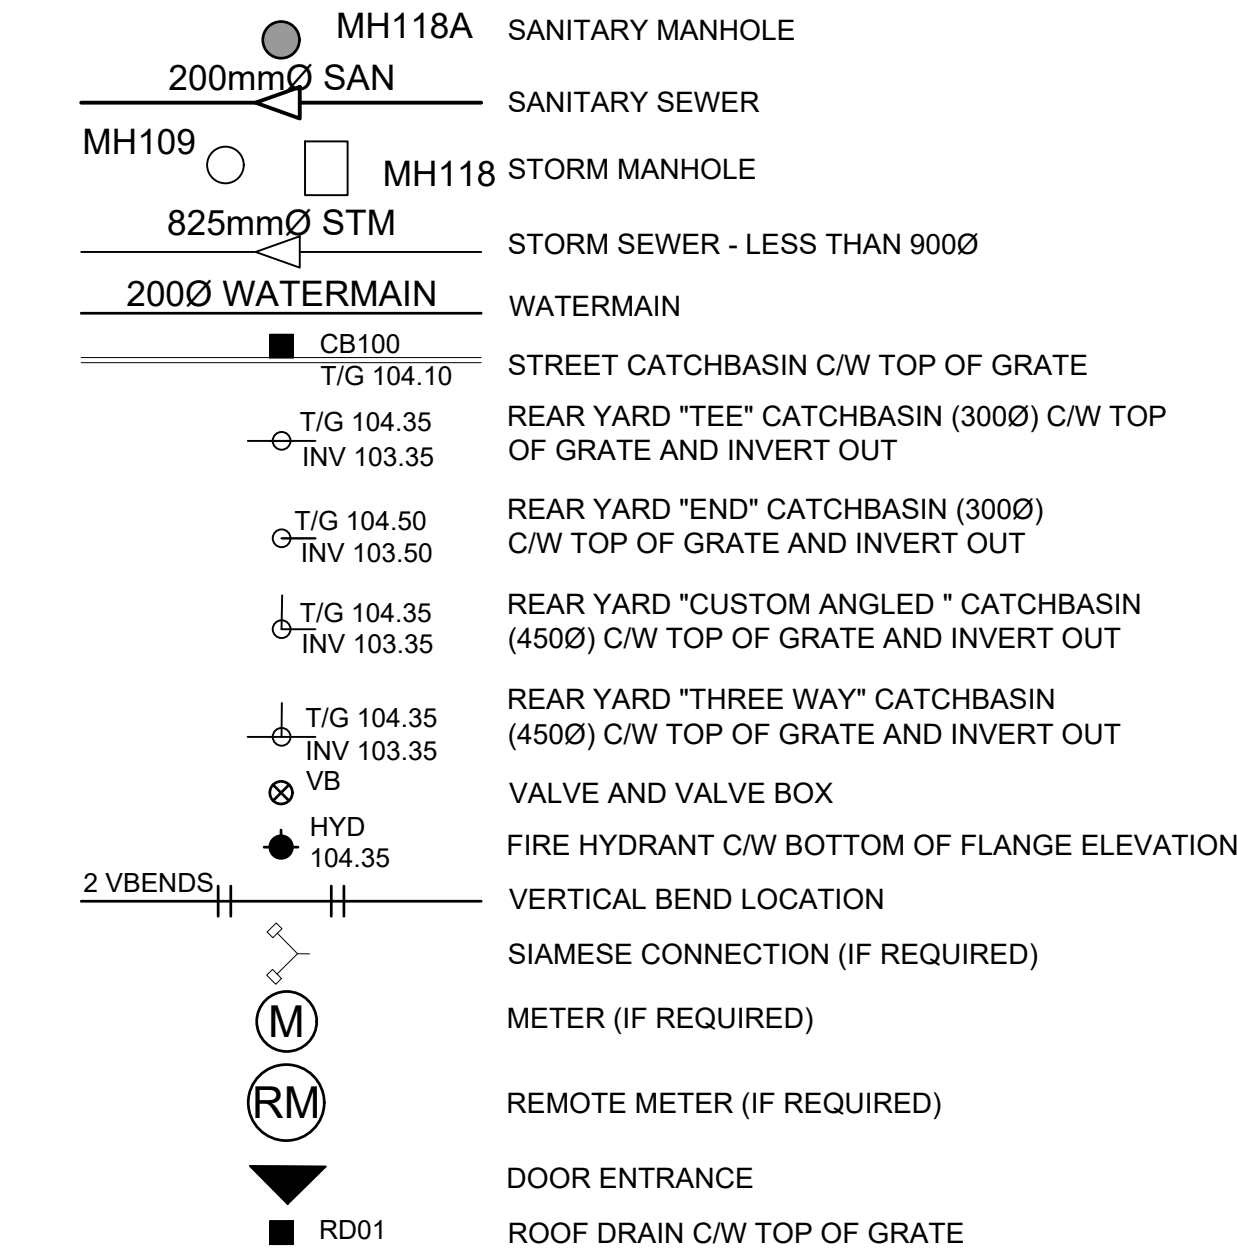 MH118A SANITARY MANHOLE
200mmØ SAN
SANITARY SEWER
MH109
MH118 STORM MANHOLE
825mmØ STM
STORM SEWER - LESS THAN 900Ø
200Ø WATERMAIN
WATERMAIN
CB100
T/G 104.10
STREET CATCHBASIN C/W TOP OF GRATE
T/G 104.35
INV 103.35
REAR YARD "TEE" CATCHBASIN (300Ø) C/W TOP
OF GRATE AND INVERT OUT
T/G 104.50
INV 103.50
REAR YARD "END" CATCHBASIN (300Ø)
C/W TOP OF GRATE AND INVERT OUT
T/G 104.35
INV 103.35
REAR YARD "CUSTOM ANGLED " CATCHBASIN
(450Ø) C/W TOP OF GRATE AND INVERT OUT
T/G 104.35
INV 103.35
REAR YARD "THREE WAY" CATCHBASIN
(450Ø) C/W TOP OF GRATE AND INVERT OUT
VB
VALVE AND VALVE BOX
HYD
104.35
FIRE HYDRANT C/W BOTTOM OF FLANGE ELEVATION
2 VBENDS
VERTICAL BEND LOCATION
SIAMESE CONNECTION (IF REQUIRED)
M
METER (IF REQUIRED)
RM
REMOTE METER (IF REQUIRED)
DOOR ENTRANCE
RD01
ROOF DRAIN C/W TOP OF GRATE